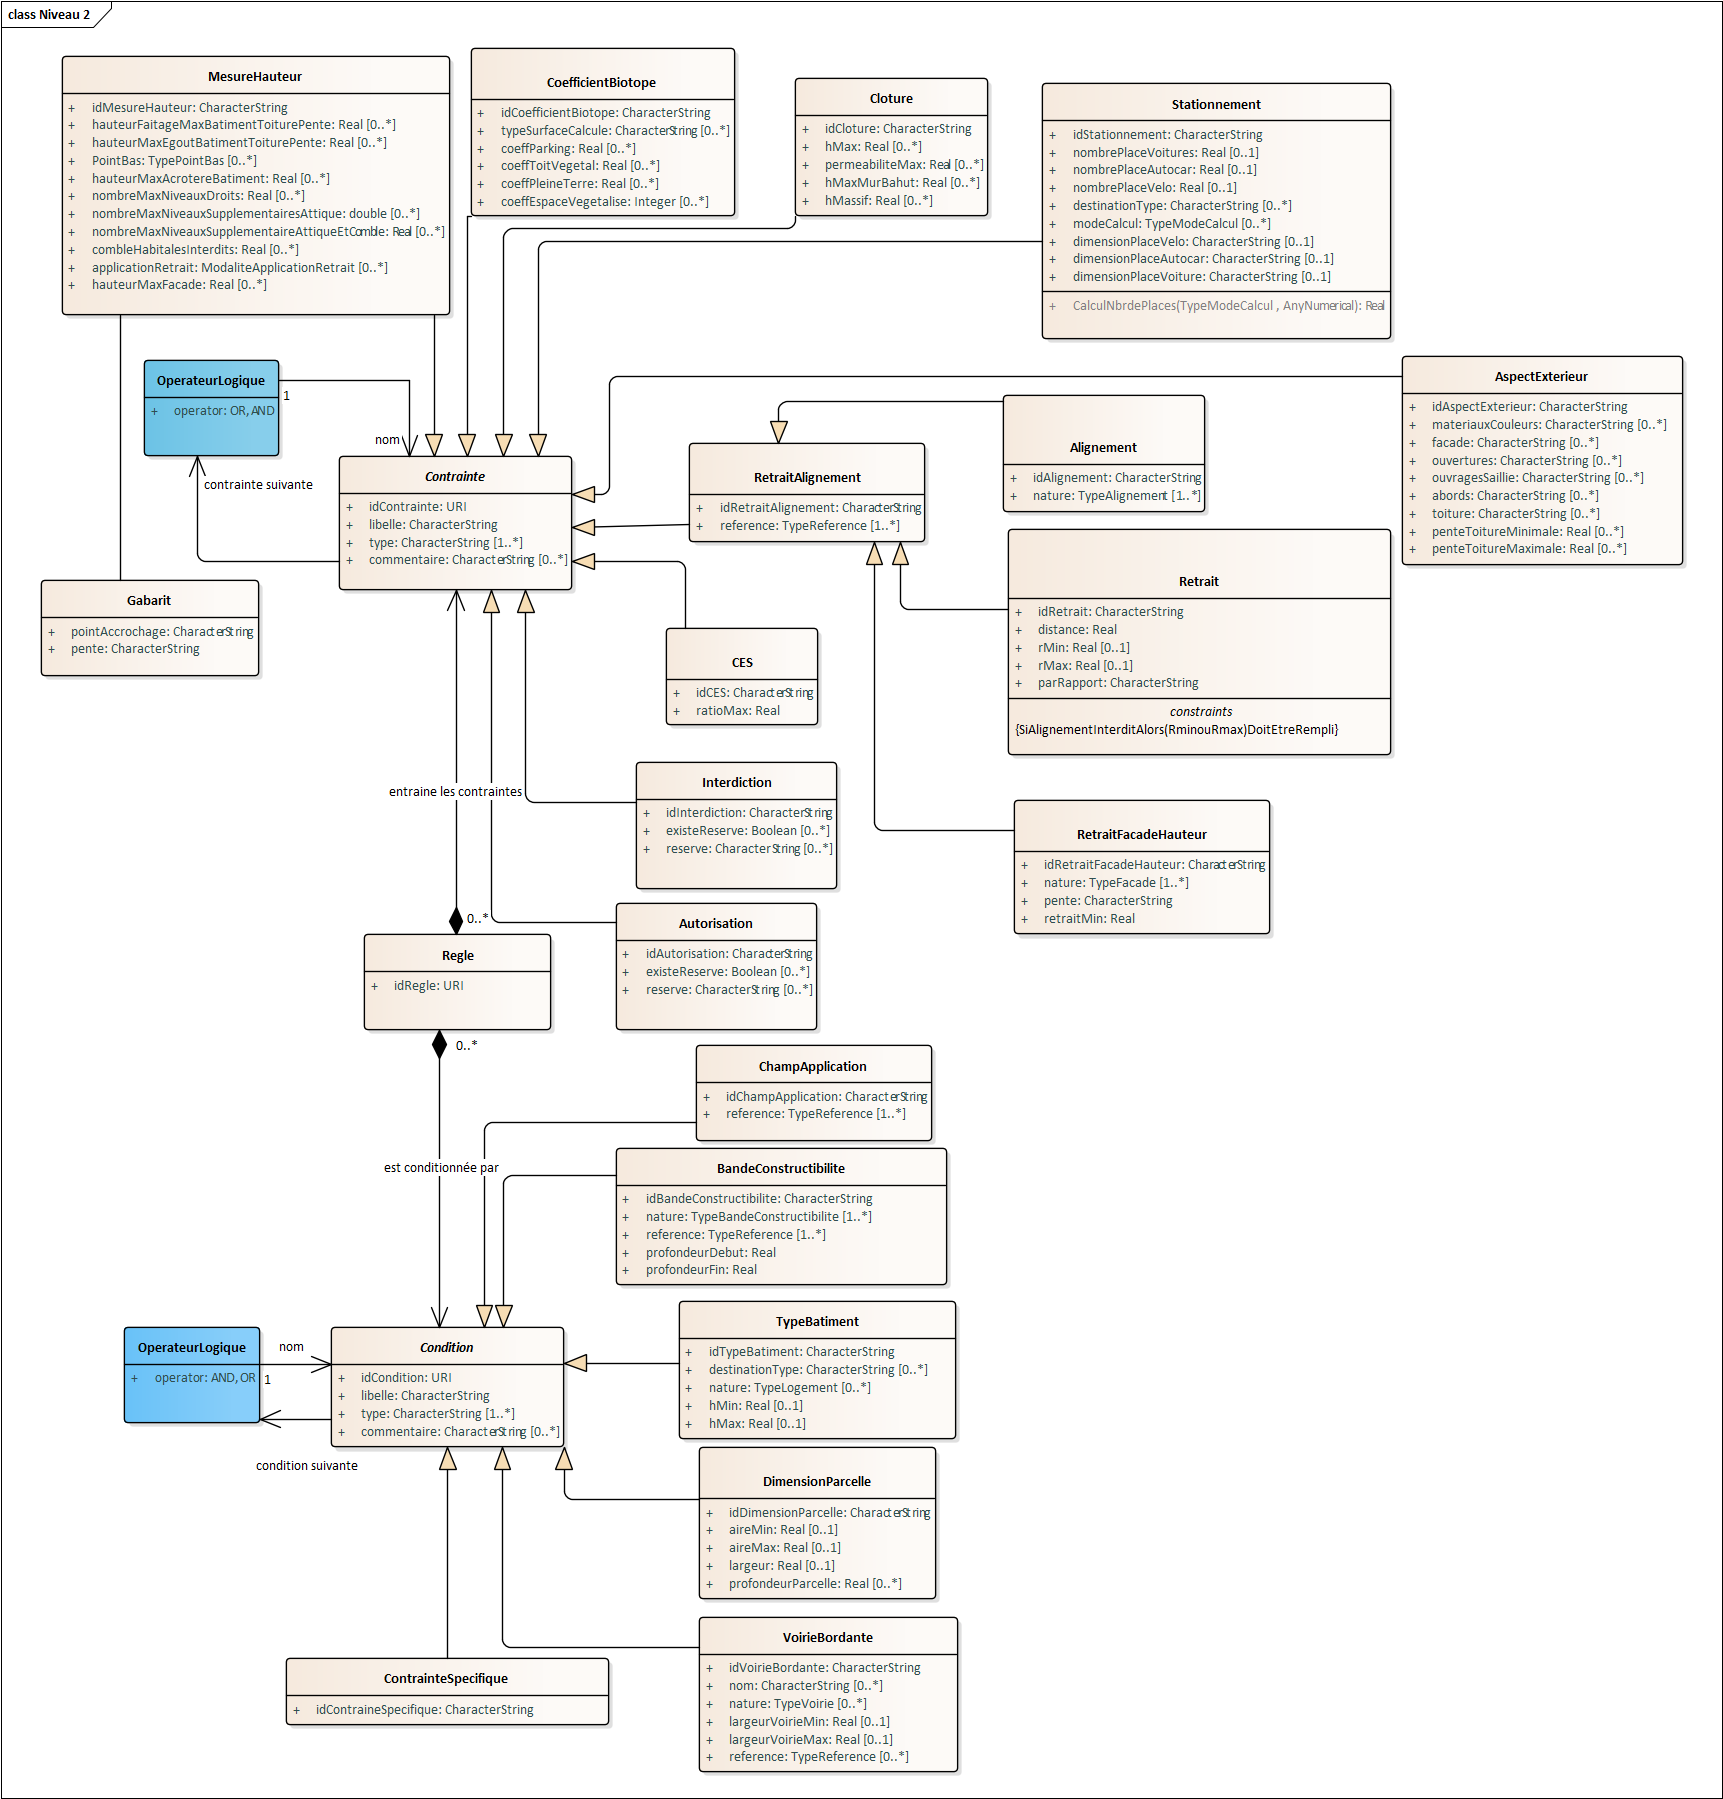 class Niveau 2
MesureHauteur
+ idMesureHauteur: CharacterString
+ hauteurFaitageMaxBatimentToiturePente: Real [0..*]
+ hauteurMaxEgoutBatimentToiturePente: Real [0..*]
+ PointBas: TypePointBas [0..*]
+ hauteurMaxAcrotereBatiment: Real [0..*]
+ nombreMaxNiveauxDroits: Real [0..*]
+ nombreMaxNiveauxSupplementairesAttique: double [0..*]
+ nombreMaxNiveauxSupplementaireAttiqueEtComble: Real [0..*]
+ combleHabitalesInterdits: Real [0..*]
+ applicationRetrait: ModaliteApplicationRetrait [0..*]
+ hauteurMaxFacade: Real [0..*]
CoefficientBiotope
+ idCoefficientBiotope: CharacterString
+ typeSurfaceCalcule: CharacterString [0..*]
+ coeffParking: Real [0..*]
+ coeffToitVegetal: Real [0..*]
+ coeffPleineTerre: Real [0..*]
+ coeffEspaceVegetalise: Integer [0..*]
Cloture
+ idCloture: CharacterString
+ hMax: Real [0..*]
+ permeabiliteMax: Real [0..*]
+ hMaxMurBahut: Real [0..*]
+ hMassif: Real [0..*]
Stationnement
+ idStationnement: CharacterString
+ nombrePlaceVoitures: Real [0..1]
+ nombrePlaceAutocar: Real [0..1]
+ nombrePlaceVelo: Real [0..1]
+ destinationType: CharacterString [0..*]
+ modeCalcul: TypeModeCalcul [0..*]
+ dimensionPlaceVelo: CharacterString [0..1]
+ dimensionPlaceAutocar: CharacterString [0..1]
+ dimensionPlaceVoiture: CharacterString [0..1]
+ CalculNbrdePlaces(TypeModeCalcul , AnyNumerical): Real
OperateurLogique
+ operator: OR, AND
1
nom
contrainte suivante
Contrainte
+ idContrainte: URI
+ libelle: CharacterString
+ type: CharacterString [1..*]
+ commentaire: CharacterString [0..*]
RetraitAlignement
+ idRetraitAlignement: CharacterString
+ reference: TypeReference [1..*]
Alignement
+ idAlignement: CharacterString
+ nature: TypeAlignement [1..*]
AspectExterieur
+ idAspectExterieur: CharacterString
+ materiauxCouleurs: CharacterString [0..*]
+ facade: CharacterString [0..*]
+ ouvertures: CharacterString [0..*]
+ ouvragesSaillie: CharacterString [0..*]
+ abords: CharacterString [0..*]
+ toiture: CharacterString [0..*]
+ penteToitureMinimale: Real [0..*]
+ penteToitureMaximale: Real [0..*]
Gabarit
+ pointAccrochage: CharacterString
+ pente: CharacterString
Retrait
+ idRetrait: CharacterString
+ distance: Real
+ rMin: Real [0..1]
+ rMax: Real [0..1]
+ parRapport: CharacterString
constraints
{SiAlignementInterditAlors(RminouRmax)DoitEtreRempli}
CES
+ idCES: CharacterString
+ ratioMax: Real
entraine les contraintes
Interdiction
+ idInterdiction: CharacterString
+ existeReserve: Boolean [0..*]
+ reserve: CharacterString [0..*]
RetraitFacadeHauteur
+ idRetraitFacadeHauteur: CharacterString
+ nature: TypeFacade [1..*]
+ pente: CharacterString
+ retraitMin: Real
0..*
Autorisation
+ idAutorisation: CharacterString
+ existeReserve: Boolean [0..*]
+ reserve: CharacterString [0..*]
Regle
+ idRegle: URI
0..*
est conditionnée par
ChampApplication
+ idChampApplication: CharacterString
+ reference: TypeReference [1..*]
BandeConstructibilite
+ idBandeConstructibilite: CharacterString
+ nature: TypeBandeConstructibilite [1..*]
+ reference: TypeReference [1..*]
+ profondeurDebut: Real
+ profondeurFin: Real
OperateurLogique
+ operator: AND, OR
nom
1
condition suivante
Condition
+ idCondition: URI
+ libelle: CharacterString
+ type: CharacterString [1..*]
+ commentaire: CharacterString [0..*]
TypeBatiment
+ idTypeBatiment: CharacterString
+ destinationType: CharacterString [0..*]
+ nature: TypeLogement [0..*]
+ hMin: Real [0..1]
+ hMax: Real [0..1]
DimensionParcelle
+ idDimensionParcelle: CharacterString
+ aireMin: Real [0..1]
+ aireMax: Real [0..1]
+ largeur: Real [0..1]
+ profondeurParcelle: Real [0..*]
ContrainteSpecifique
+ idContraineSpecifique: CharacterString
VoirieBordante
+ idVoirieBordante: CharacterString
+ nom: CharacterString [0..*]
+ nature: TypeVoirie [0..*]
+ largeurVoirieMin: Real [0..1]
+ largeurVoirieMax: Real [0..1]
+ reference: TypeReference [0..*]